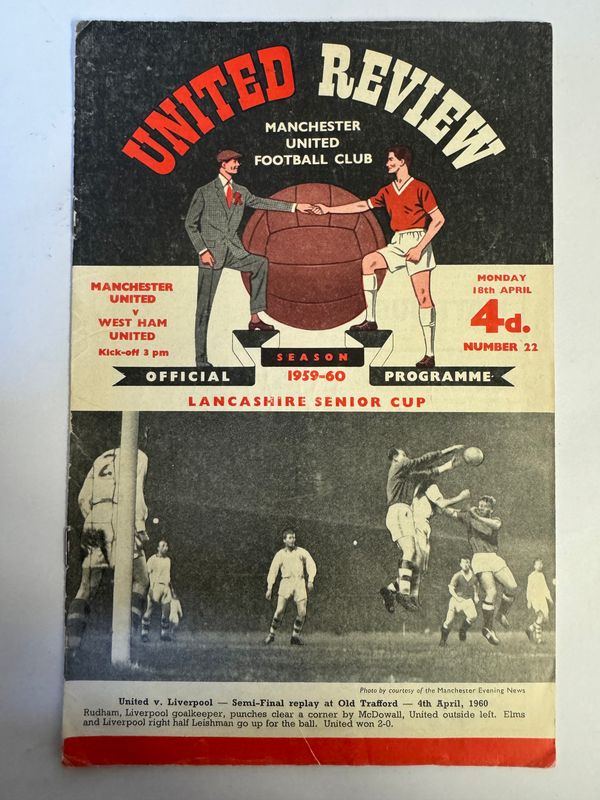 UNITED REVIEW
MANCHESTER
UNITED
FOOTBALL CLUB
MANCHESTER
UNITED
v
WEST HAM
UNITED
Kick-off 3 pm
MONDAY
18th APRIL
4d.
NUMBER 22
SEASON
1959-60
OFFICIAL
PROGRAMME
LANCASHIRE SENIOR CUP
2
Photo by courtesy of the Manchester Evening News
United v. Liverpool — Semi-Final replay at Old Trafford — 4th April, 1960
Rudham, Liverpool goalkeeper, punches clear a corner by McDowall, United outside left. Elms
and Liverpool right half Leishman go up for the ball. United won 2-0.